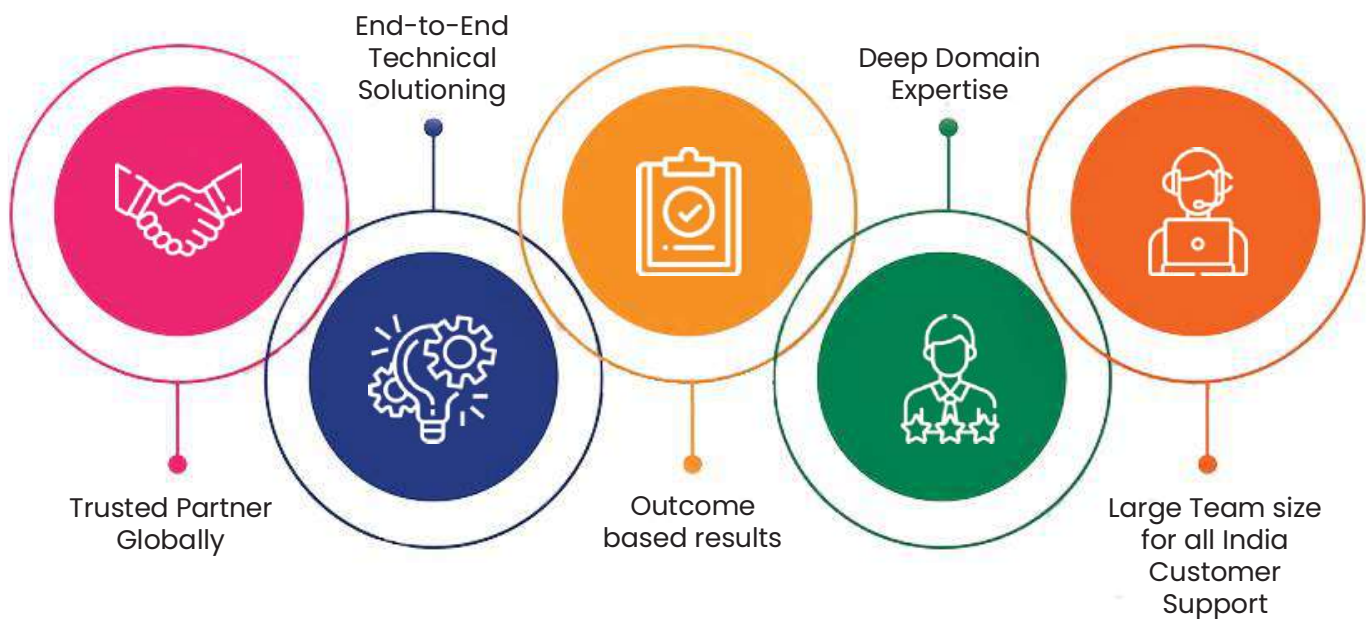 Trusted Partner
Globally
End-to-End
Technical
Solutioning
Outcome
based results
Deep Domain
Expertise
Large Team size
for all India
Customer
Support